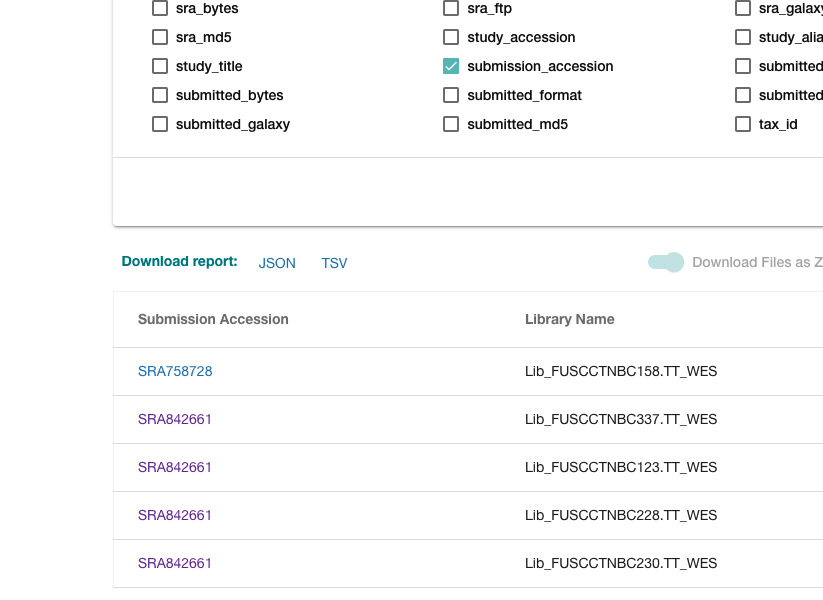 sra_bytes sra_ftp sra_galaxy
sra_md5 study_accession study_alia
study_title submission_accession submitted
submitted_bytes submitted_format submitted
submitted_galaxy submitted_md5 tax_id
Download report: JSON TSV Download Files as Z
Submission Accession Library Name
SRA758728 Lib_FUSCCTNBC158.TT_WES
SRA842661 Lib_FUSCCTNBC337.TT_WES
SRA842661 Lib_FUSCCTNBC123.TT_WES
SRA842661 Lib_FUSCCTNBC228.TT_WES
SRA842661 Lib_FUSCCTNBC230.TT_WES